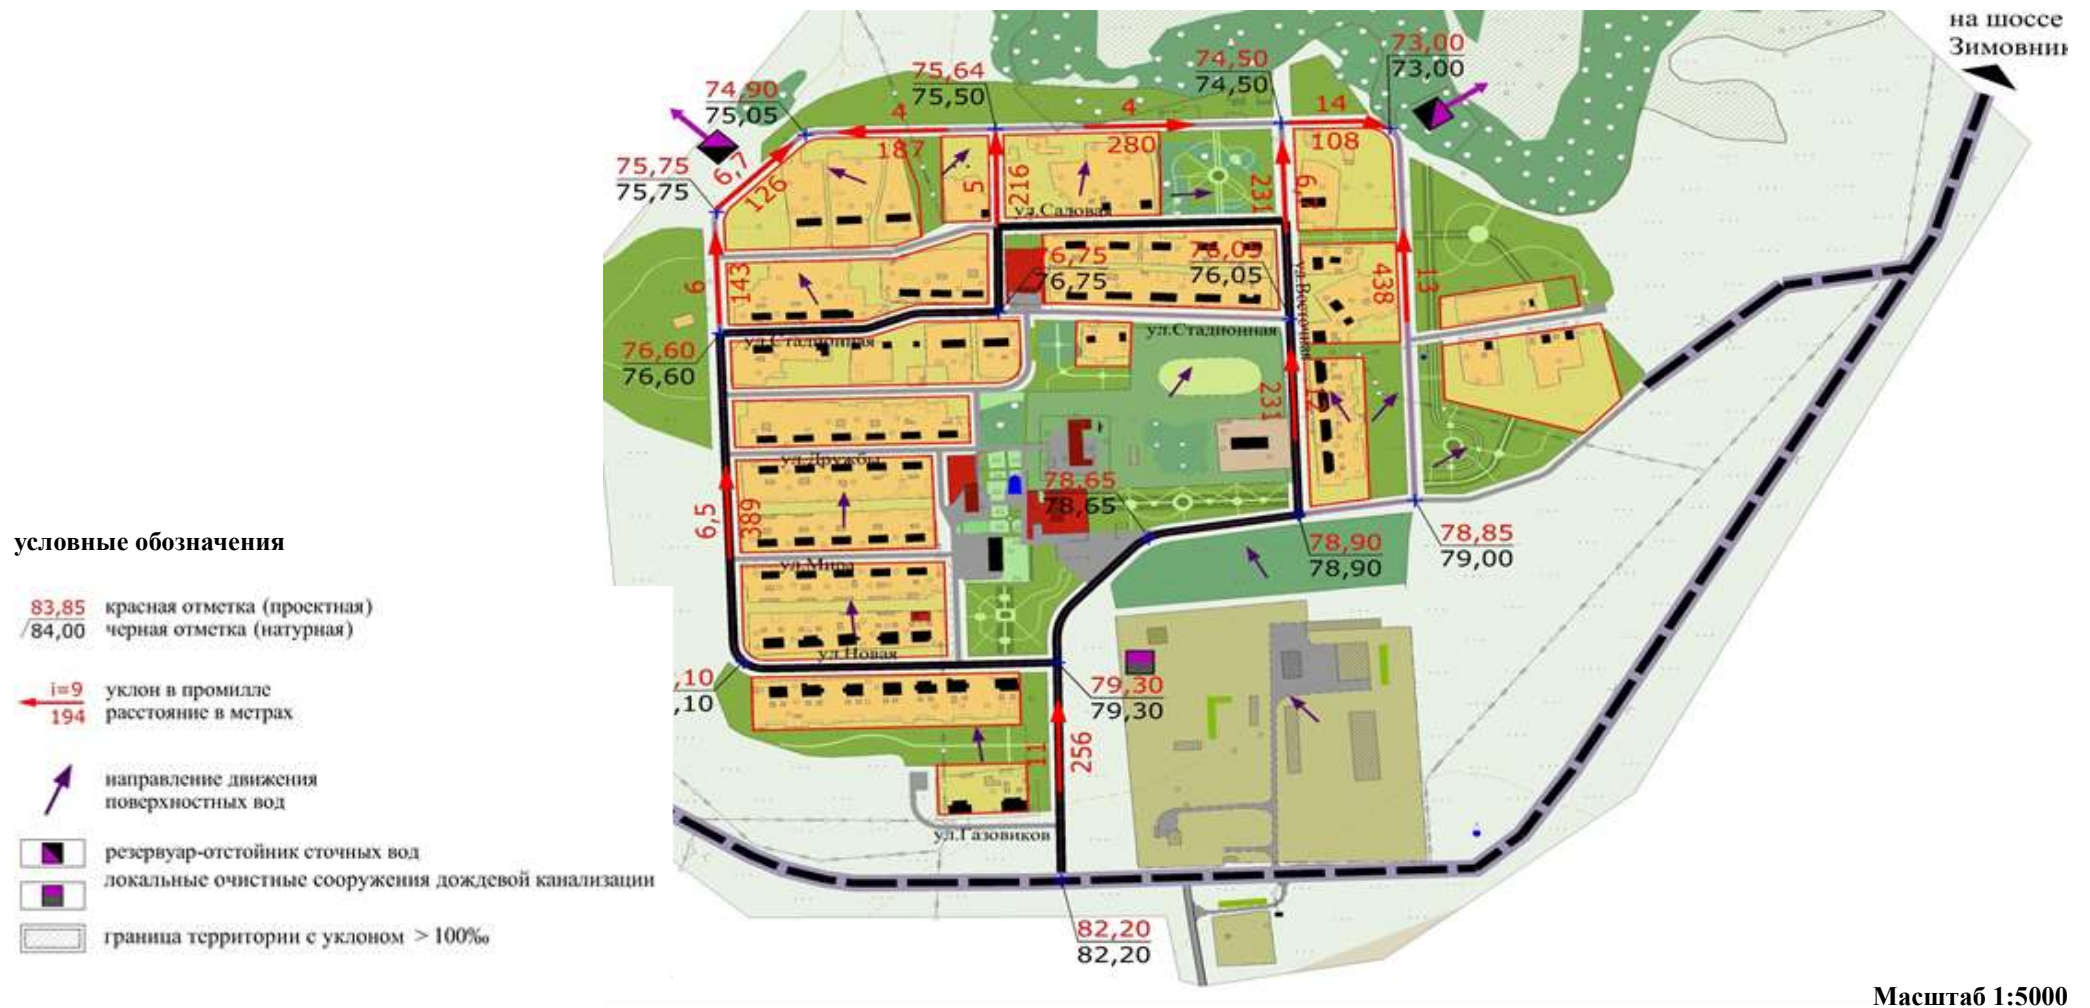 на шоссе
Зимовник
73,00
73,00
74,50
74,50
75,64
75,50
74,90
75,05
4
187
4
280
14
108
6,7
126
75,75
75,75
5
216
231
ул.Садовая
76,75
76,75
76,05
76,05
438
13
ул.Восточная
6
143
ул.Стадионная
ул.Стадионная
76,60
76,60
231
ул.Дружбы
78,65
78,65
6,5
389
78,90
78,90
78,85
79,00
ул.Мира
ул.Новая
,10
,10
79,30
79,30
11
256
ул.Газовиков
82,20
82,20
условные обозначения
83,85
84,00
красная отметка (проектная)
черная отметка (натурная)
i=9
194
уклон в промилле
расстояние в метрах
направление движения
поверхностных вод
резервуар-отстойник сточных вод
локальные очистные сооружения дождевой канализации
граница территории с уклоном > 100‰
Масштаб 1:5000